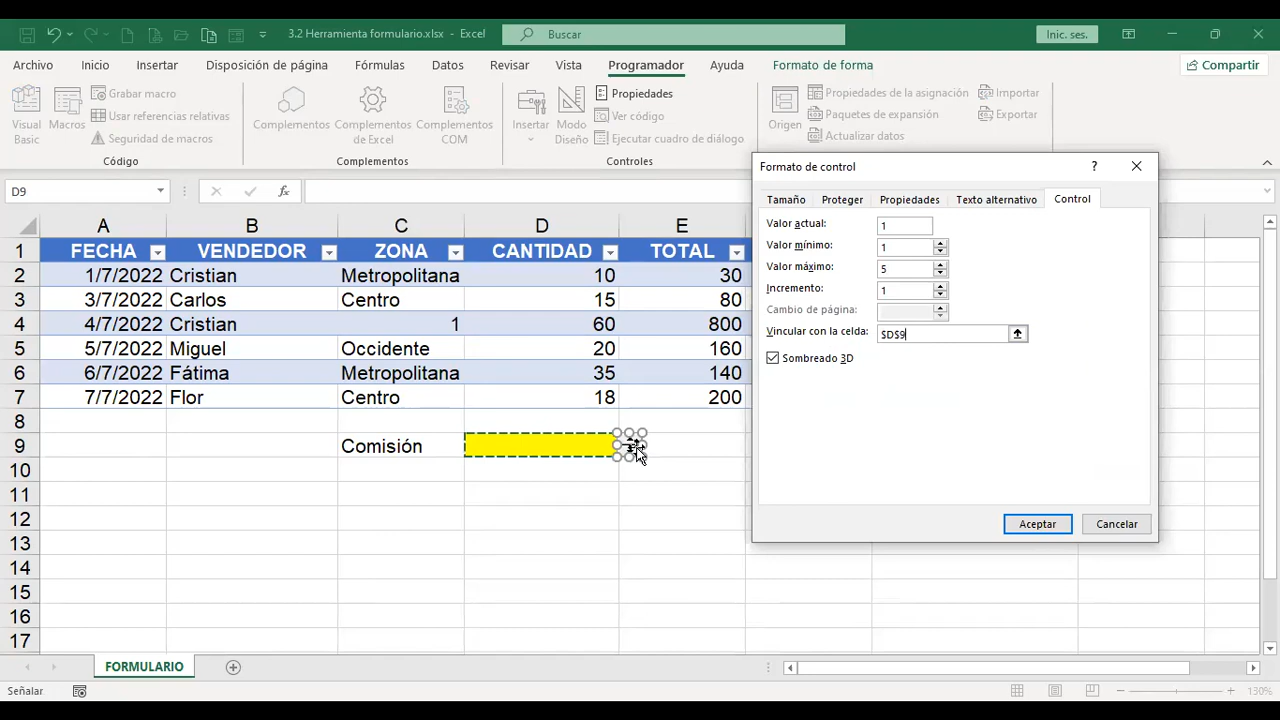 3.2 Herramienta formulario.xlsx - Excel
Buscar
Inic. ses.
Archivo Inicio Insertar Disposición de página Fórmulas Datos Revisar Vista Programador Ayuda Formato de forma Compartir
Visual Basic
Macros
Grabar macro
Usar referencias relativas
Seguridad de macros
Código
Complementos
Complementos de Excel
Complementos COM
Complementos
Insertar
Modo Diseño
Propiedades
Ver código
Ejecutar cuadro de diálogo
Controles
Origen
Propiedades de la asignación
Paquetes de expansión
Actualizar datos
Importar
Exportar
D9
fx
A B C D E
1 FECHA VENDEDOR ZONA CANTIDAD TOTAL
2 1/7/2022 Cristian Metropolitana 10 30
3 3/7/2022 Carlos Centro 15 80
4 4/7/2022 Cristian 1 60 800
5 5/7/2022 Miguel Occidente 20 160
6 6/7/2022 Fátima Metropolitana 35 140
7 7/7/2022 Flor Centro 18 200
8
9 Comisión
10
11
12
13
14
15
16
17
Formato de control ?
Tamaño Proteger Propiedades Texto alternativo Control
Valor actual: 1
Valor mínimo: 1
Valor máximo: 5
Incremento: 1
Cambio de página:
Vincular con la celda: $D$9
Sombreado 3D
Aceptar Cancelar
FORMULARIO
Señalar
130%